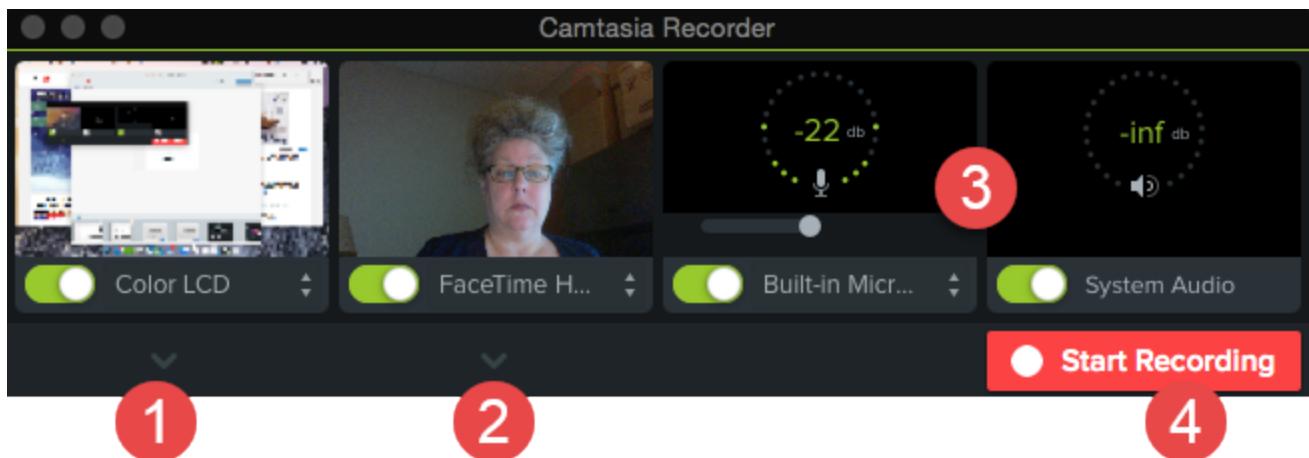 Camtasia Recorder
-22 db
-inf db
3
Color LCD
FaceTime H...
Built-in Micr...
System Audio
Start Recording
1
2
4